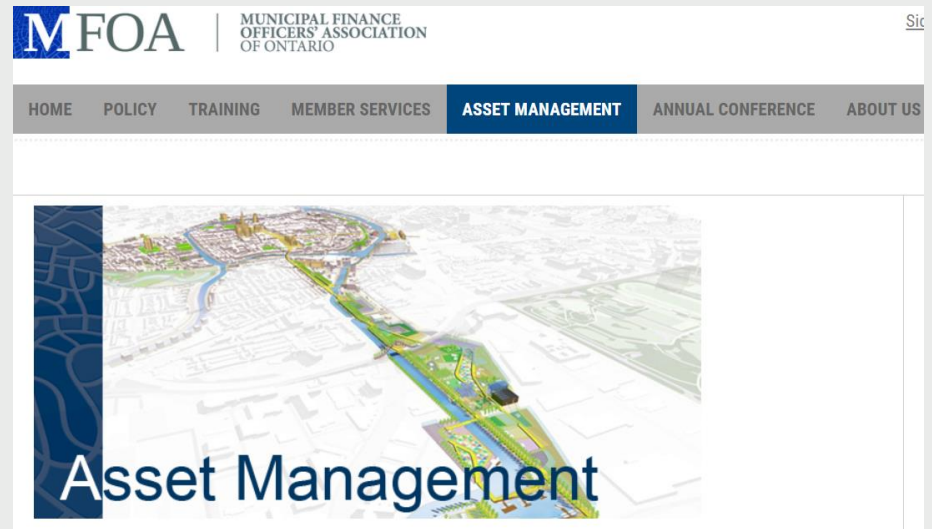 MFOA
MUNICIPAL FINANCE
OFFICERS' ASSOCIATION
OF ONTARIO
HOME POLICY TRAINING MEMBER SERVICES ASSET MANAGEMENT ANNUAL CONFERENCE ABOUT US
Asset Management